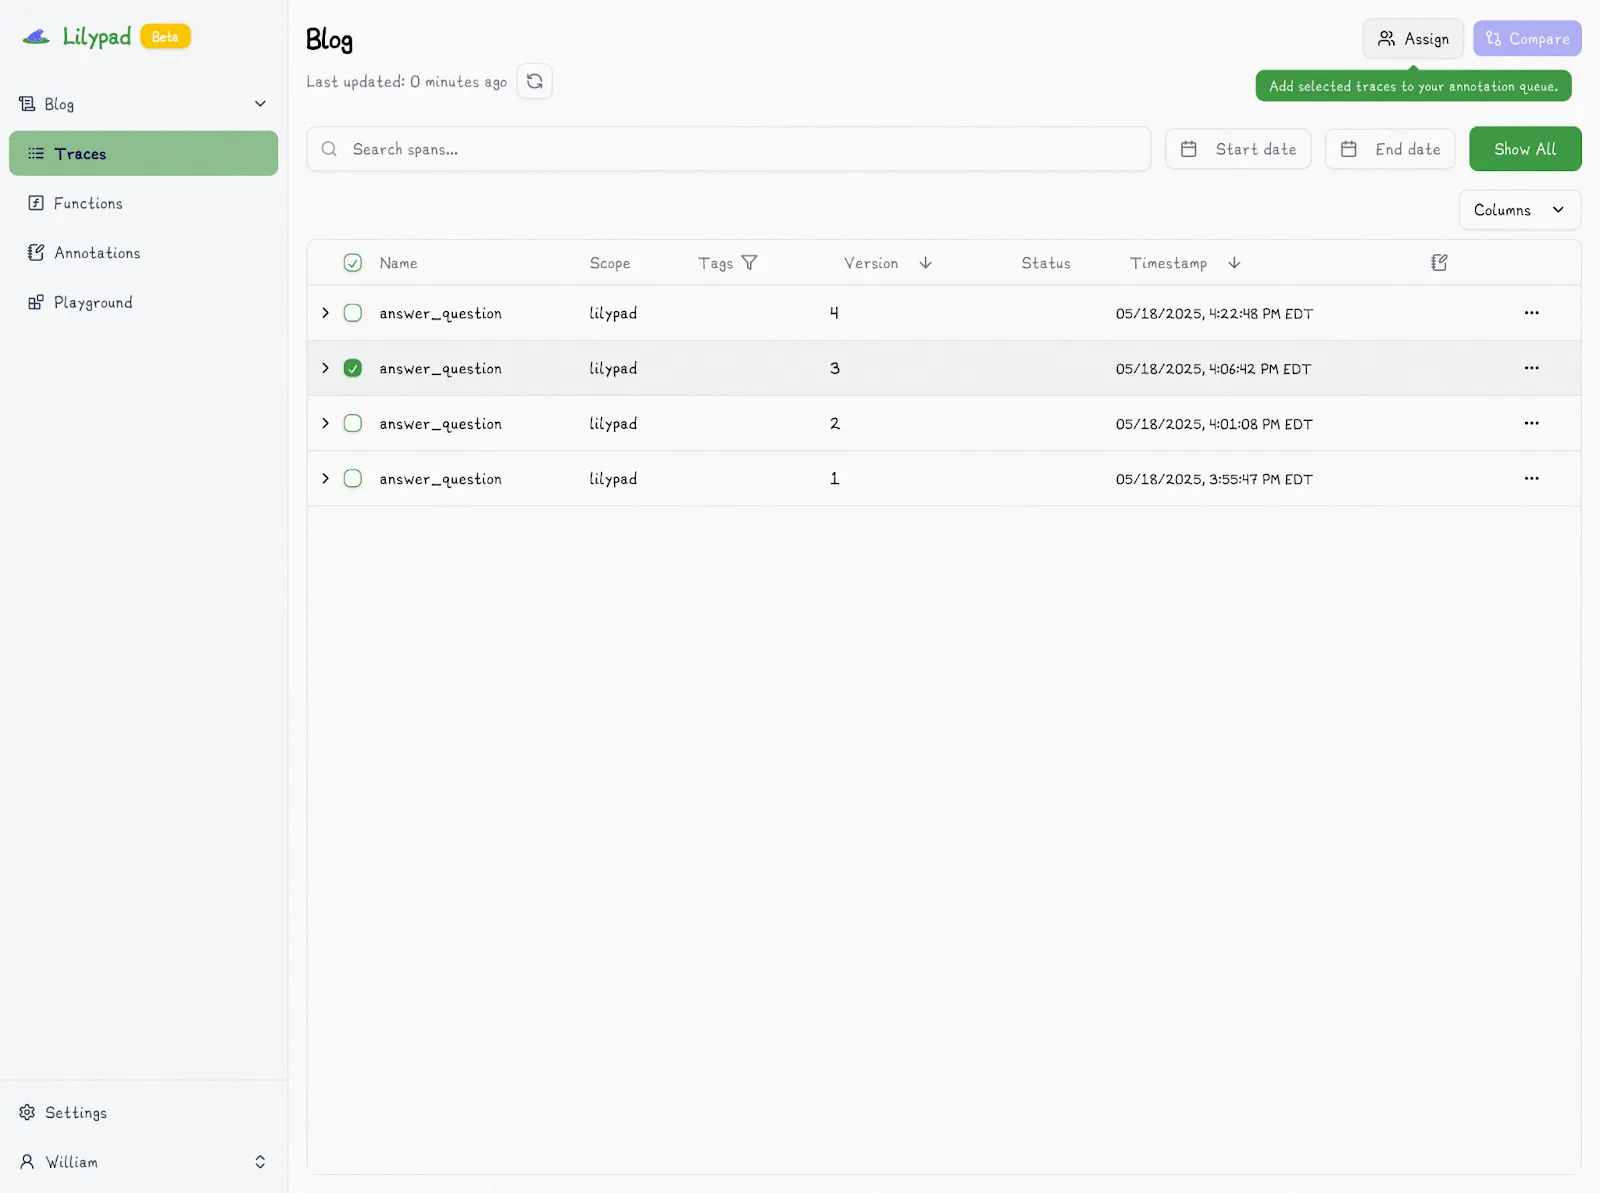 Lilypad Beta
Blog
Traces
Functions
Annotations
Playground
Settings
William
Blog
Last updated: 0 minutes ago
Assign
Compare
Add selected traces to your annotation queue.
Search spans...
Start date
End date
Show All
Columns
Name Scope Tags Version Status Timestamp
answer_question lilypad 4 05/18/2025, 4:22:48 PM EDT
answer_question lilypad 3 05/18/2025, 4:06:42 PM EDT
answer_question lilypad 2 05/18/2025, 4:01:08 PM EDT
answer_question lilypad 1 05/18/2025, 3:55:47 PM EDT